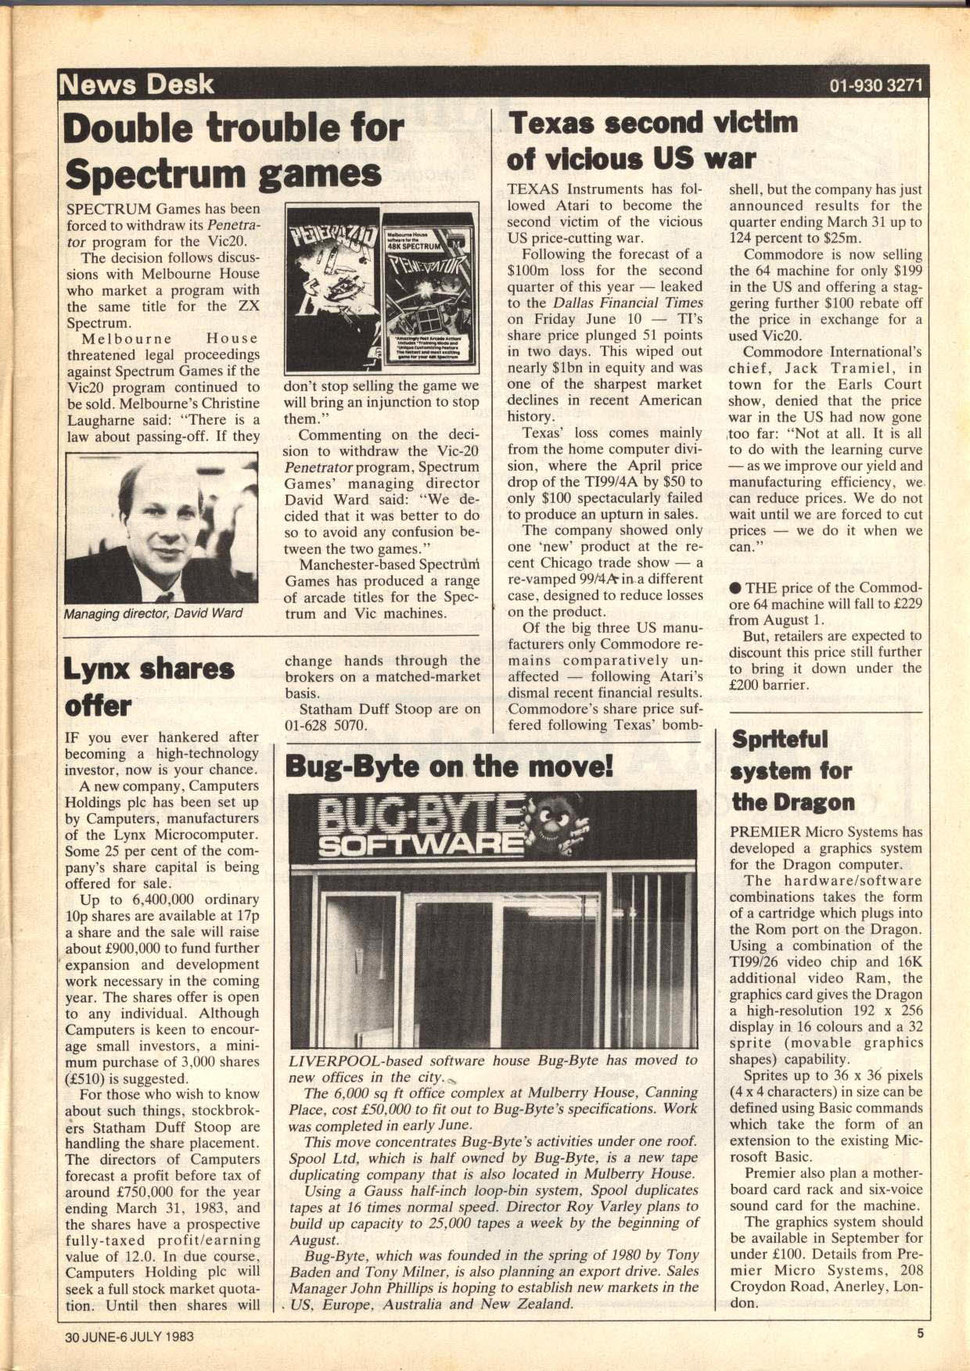 News Desk
01-930 3271
Double trouble for
Spectrum games
SPECTRUM Games has been
forced to withdraw its Penetra-
tor program for the Vic20.
The decision follows discus-
sions with Melbourne House
who market a program with
the same title for the ZX
Spectrum.
Melbourne House
threatened legal proceedings
against Spectrum Games if the
Vic20 program continued to
be sold. Melbourne's Christine
Laugharne said: "There is a
law about passing-off. If they
Managing director, David Ward
PENETRATOR
Melbourne House
software for the
48K SPECTRUM
PENETRATOR
don't stop selling the game we
will bring an injunction to stop
them."
Commenting on the deci-
sion to withdraw the Vic-20
Penetrator program, Spectrum
Games' managing director
David Ward said: "We de-
cided that it was better to do
so to avoid any confusion be-
tween the two games."
Manchester-based Spectrum
Games has produced a range
of arcade titles for the Spec-
trum and Vic machines.
Texas second victim
of vicious US war
TEXAS Instruments has fol-
lowed Atari to become the
second victim of the vicious
US price-cutting war.
Following the forecast of a
$100m loss for the second
quarter of this year — leaked
to the Dallas Financial Times
on Friday June 10 — TI's
share price plunged 51 points
in two days. This wiped out
nearly $1bn in equity and was
one of the sharpest market
declines in recent American
history.
Texas' loss comes mainly
from the home computer divi-
sion, where the April price
drop of the TI99/4A by $50 to
only $100 spectacularly failed
to produce an upturn in sales.
The company showed only
one 'new' product at the re-
cent Chicago trade show — a
re-vamped 99/4A in a different
case, designed to reduce losses
on the product.
Of the big three US manu-
facturers only Commodore re-
mains comparatively un-
affected — following Atari's
dismal recent financial results.
Commodore's share price suf-
fered following Texas' bomb-
shell, but the company has just
announced results for the
quarter ending March 31 up to
124 percent to $25m.
Commodore is now selling
the 64 machine for only $199
in the US and offering a stag-
gering further $100 rebate off
the price in exchange for a
used Vic20.
Commodore International's
chief, Jack Tramiel, in
town for the Earls Court
show, denied that the price
war in the US had now gone
too far: "Not at all. It is all
to do with the learning curve
— as we improve our yield and
manufacturing efficiency, we
can reduce prices. We do not
wait until we are forced to cut
prices — we do it when we
can."
● THE price of the Commod-
ore 64 machine will fall to £229
from August 1.
But, retailers are expected to
discount this price still further
to bring it down under the
£200 barrier.
Lynx shares
offer
IF you ever hankered after
becoming a high-technology
investor, now is your chance.
A new company, Camputers
Holdings plc has been set up
by Camputers, manufacturers
of the Lynx Microcomputer.
Some 25 per cent of the com-
pany's share capital is being
offered for sale.
Up to 6,400,000 ordinary
10p shares are available at 17p
a share and the sale will raise
about £900,000 to fund further
expansion and development
work necessary in the coming
year. The shares offer is open
to any individual. Although
Camputers is keen to encour-
age small investors, a mini-
mum purchase of 3,000 shares
(£510) is suggested.
For those who wish to know
about such things, stockbrok-
ers Statham Duff Stoop are
handling the share placement.
The directors of Camputers
forecast a profit before tax of
around £750,000 for the year
ending March 31, 1983, and
the shares have a prospective
fully-taxed profit/earning
value of 12.0. In due course,
Camputers Holding plc will
seek a full stock market quota-
tion. Until then shares will
change hands through the
brokers on a matched-market
basis.
Statham Duff Stoop are on
01-628 5070.
Bug-Byte on the move!
BUG-BYTE
SOFTWARE
LIVERPOOL-based software house Bug-Byte has moved to
new offices in the city.
The 6,000 sq ft office complex at Mulberry House, Canning
Place, cost £50,000 to fit out to Bug-Byte's specifications. Work
was completed in early June.
This move concentrates Bug-Byte's activities under one roof.
Spool Ltd, which is half owned by Bug-Byte, is a new tape
duplicating company that is also located in Mulberry House.
Using a Gauss half-inch loop-bin system, Spool duplicates
tapes at 16 times normal speed. Director Roy Varley plans to
build up capacity to 25,000 tapes a week by the beginning of
August.
Bug-Byte, which was founded in the spring of 1980 by Tony
Baden and Tony Milner, is also planning an export drive. Sales
Manager John Phillips is hoping to establish new markets in the
US, Europe, Australia and New Zealand.
Spriteful
system for
the Dragon
PREMIER Micro Systems has
developed a graphics system
for the Dragon computer.
The hardware/software
combinations takes the form
of a cartridge which plugs into
the Rom port on the Dragon.
Using a combination of the
TI99/26 video chip and 16K
additional video Ram, the
graphics card gives the Dragon
a high-resolution 192 x 256
display in 16 colours and a 32
sprite (movable graphics
shapes) capability.
Sprites up to 36 x 36 pixels
(4 x 4 characters) in size can be
defined using Basic commands
which take the form of an
extension to the existing Mic-
rosoft Basic.
Premier also plan a mother-
board card rack and six-voice
sound card for the machine.
The graphics system should
be available in September for
under £100. Details from Pre-
mier Micro Systems, 208
Croydon Road, Anerley, Lon-
don.
30 JUNE-6 JULY 1983
5